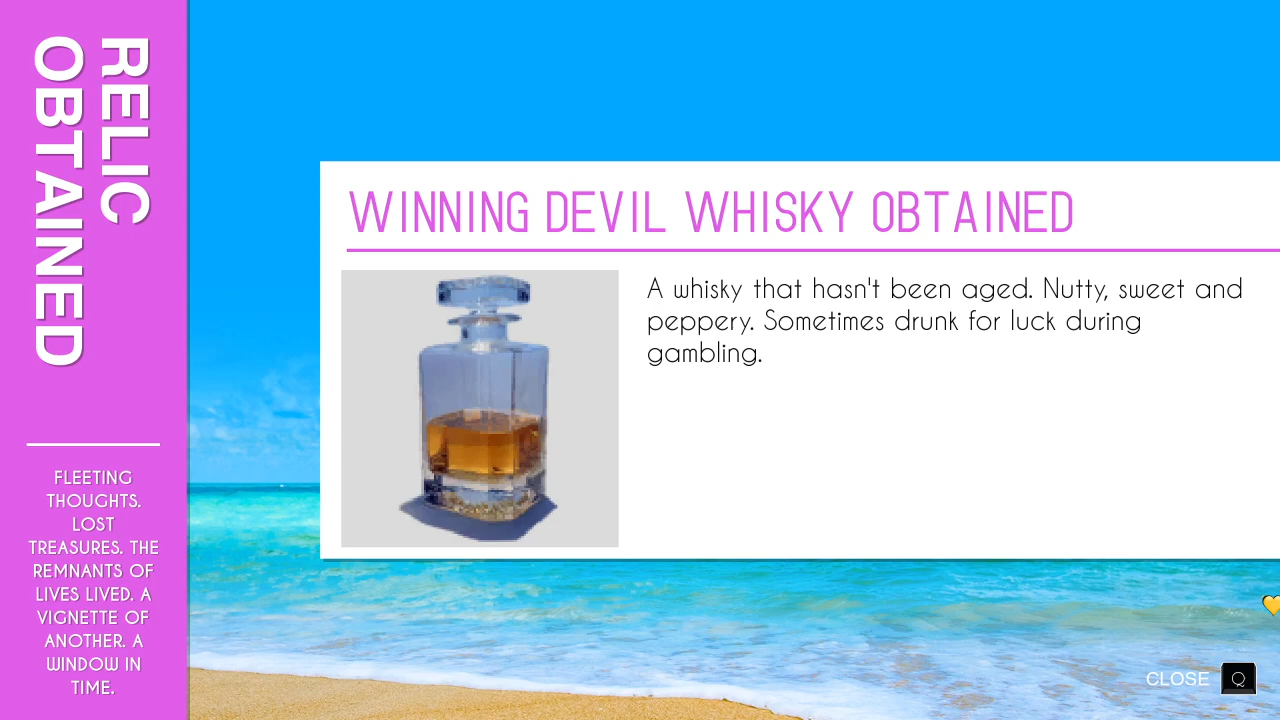 RELIC
OBTAINED
FLEETING
THOUGHTS.
LOST
TREASURES. THE
REMNANTS OF
LIVES LIVED. A
VIGNETTE OF
ANOTHER. A
WINDOW IN
TIME.
WINNING DEVIL WHISKY OBTAINED
A whisky that hasn't been aged. Nutty, sweet and
peppery. Sometimes drunk for luck during
gambling.
CLOSE Q